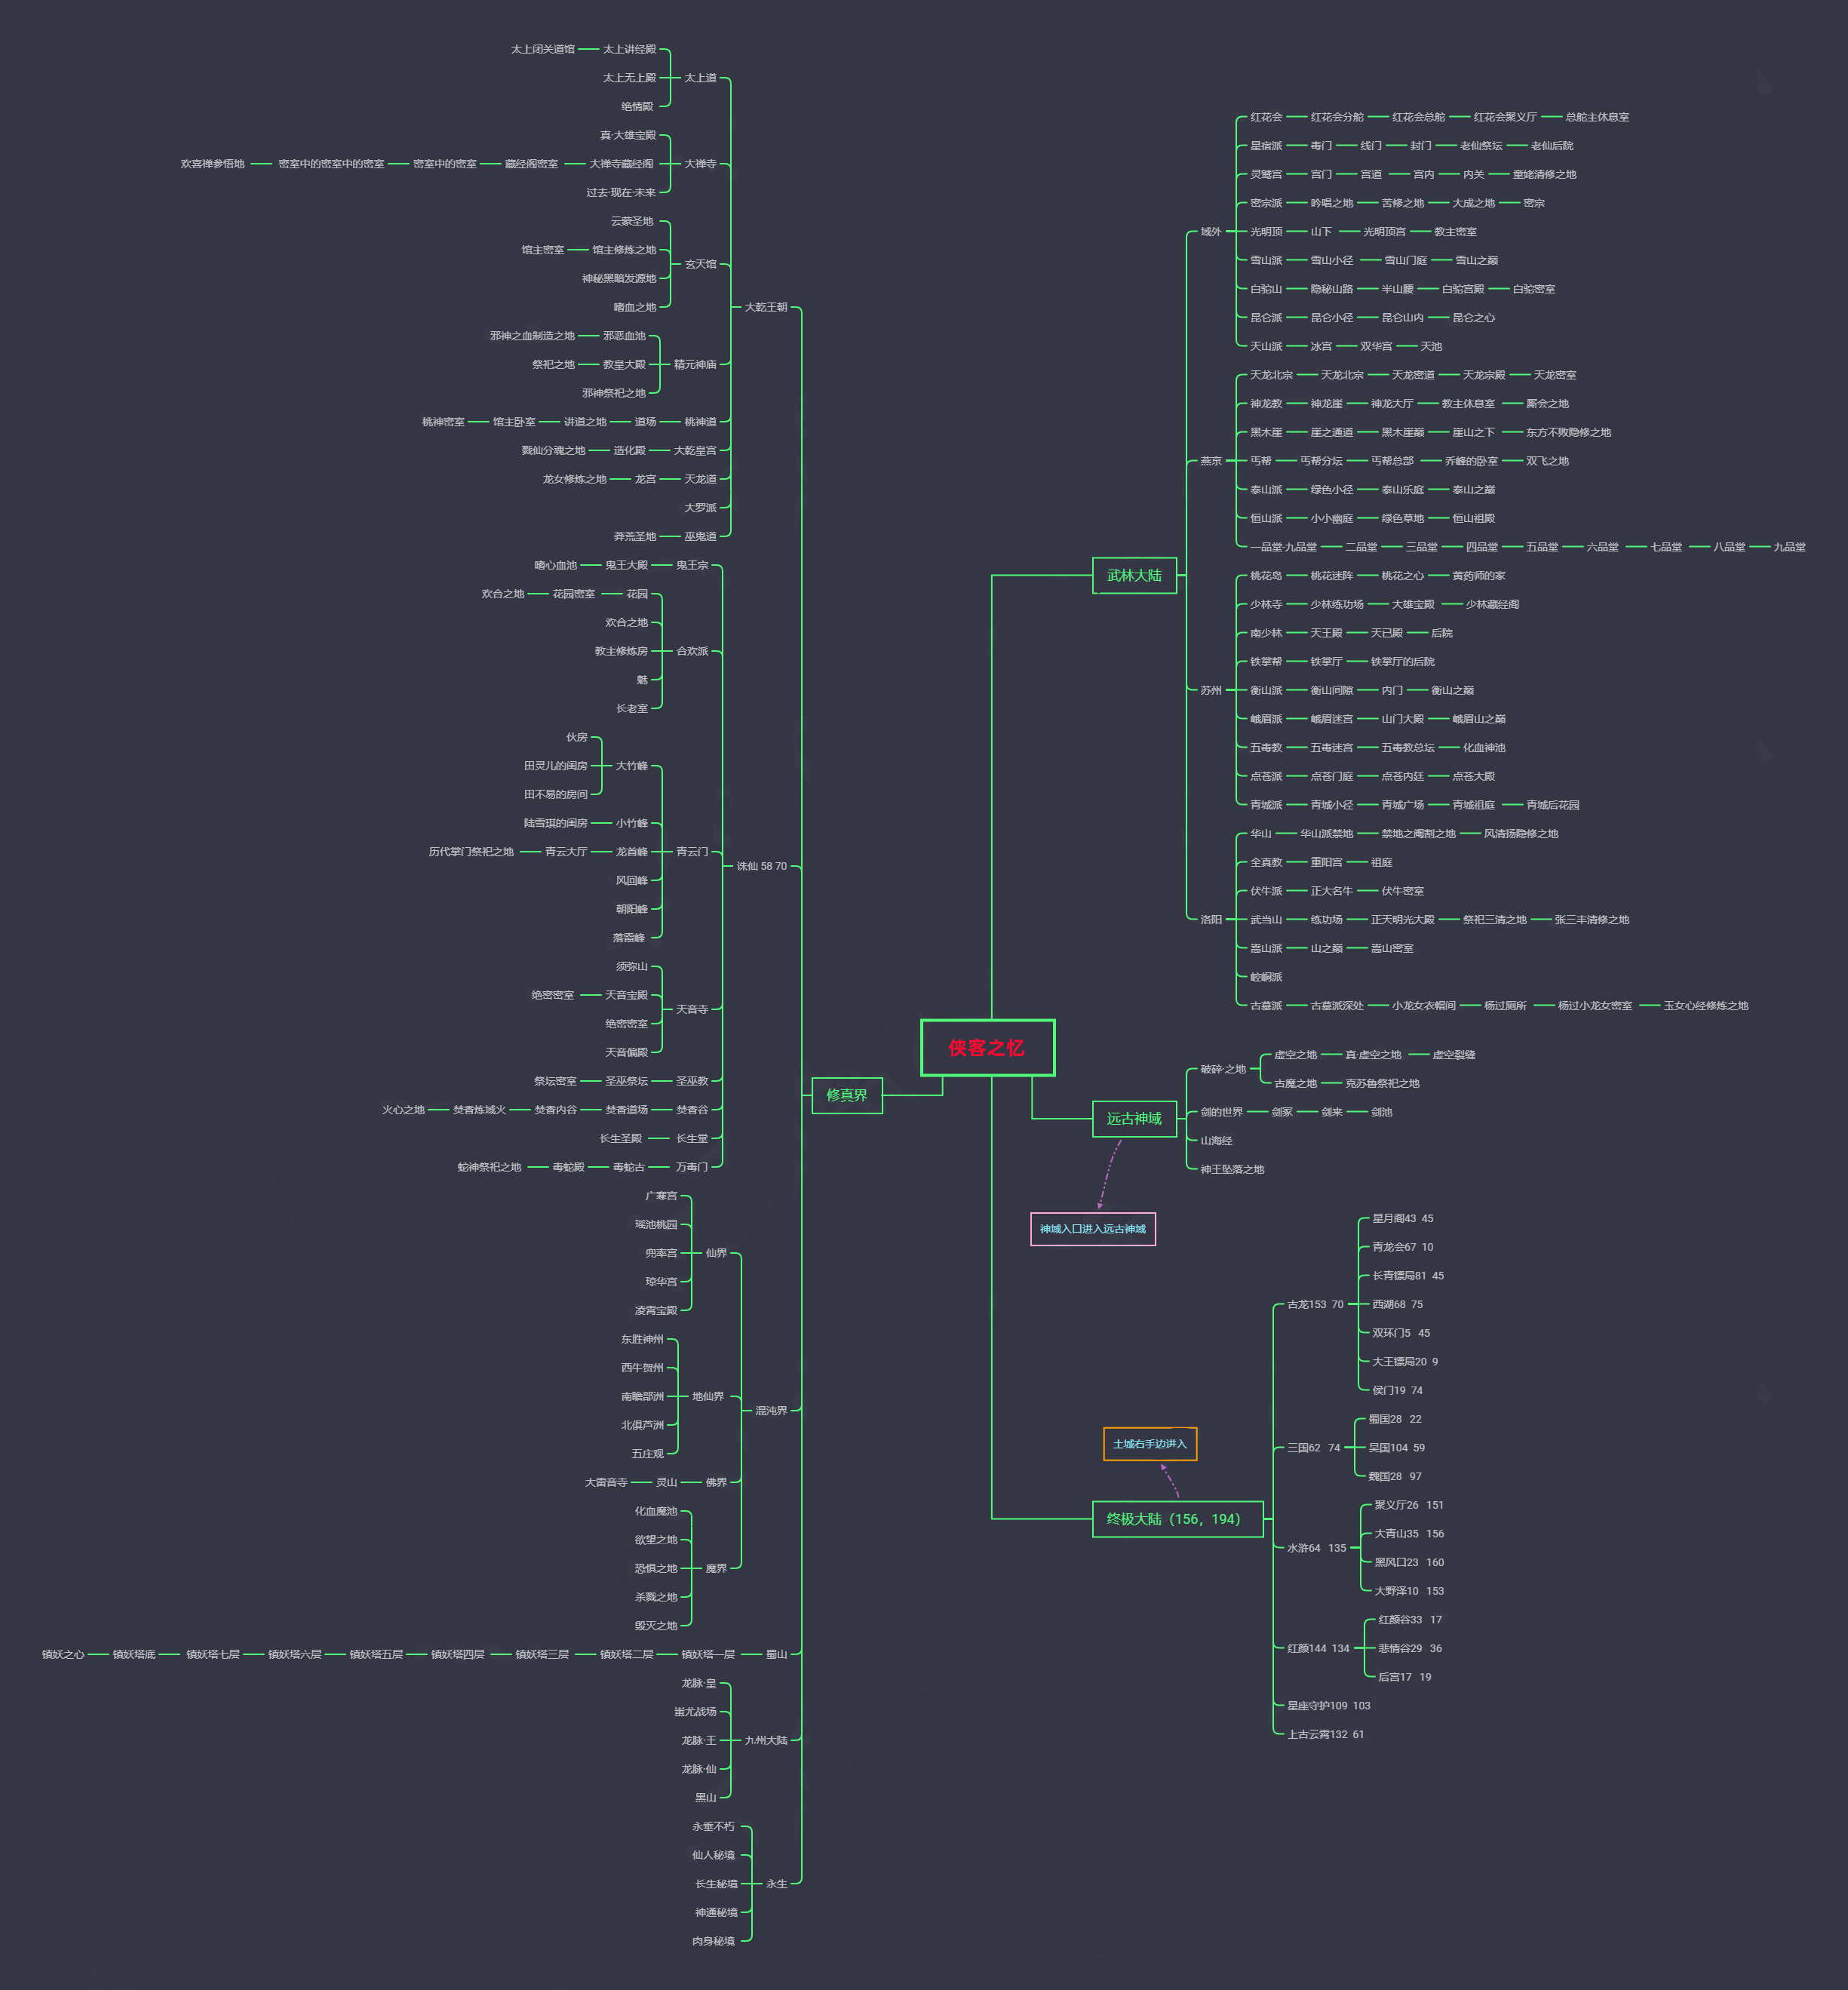 侠客之忆
武林大陆
域外
红花会 红花会分舵 红花会总舵 红花会聚义厅 总舵主休息室
星宿派 毒门 线门 封门 老仙祭坛 老仙后院
灵鹫宫 宫门 宫道 宫内 内关 童姥清修之地
密宗派 吟唱之地 苦修之地 大成之地 密宗
光明顶 山下 光明顶宫 教主密室
雪山派 雪山小径 雪山门庭 雪山之巅
白驼山 隐秘山路 半山腰 白驼宫殿 白驼密室
昆仑派 昆仑小径 昆仑山内 昆仑之心
天山派 冰宫 双华宫 天池
燕京
天龙北宗 天龙北宗 天龙密道 天龙宗殿 天龙密室
神龙教 神龙崖 神龙大厅 教主休息室 厮会之地
黑木崖 崖之通道 黑木崖巅 崖山之下 东方不败隐修之地
丐帮 丐帮分坛 丐帮总部 乔峰的卧室 双飞之地
泰山派 绿色小径 泰山乐庭 泰山之巅
恒山派 小小幽庭 绿色草地 恒山祖殿
一品堂·九品堂 二品堂 三品堂 四品堂 五品堂 六品堂 七品堂 八品堂 九品堂
苏州
桃花岛 桃花迷阵 桃花之心 黄药师的家
少林寺 少林练功场 大雄宝殿 少林藏经阁
南少林 天王殿 天已殿 后院
铁掌帮 铁掌厅 铁掌厅的后院
衡山派 衡山问隙 内门 衡山之巅
峨眉派 峨眉迷宫 山门大殿 峨眉山之巅
五毒教 五毒迷宫 五毒教总坛 化血神池
点苍派 点苍门庭 点苍内廷 点苍大殿
青城派 青城小径 青城广场 青城祖庭 青城后花园
洛阳
华山 华山派禁地 禁地之阉割之地 风清扬隐修之地
全真教 重阳宫 祖庭
伏牛派 正大名牛 伏牛密室
武当山 练功场 正天明光大殿 祭祀三清之地 张三丰清修之地
嵩山派 山之巅 嵩山密室
崆峒派
古墓派 古墓派深处 小龙女衣帽间 杨过厕所 杨过小龙女密室 玉女心经修炼之地
远古神域
神域入口进入远古神域
破碎·之地
虚空之地 真·虚空之地 虚空裂缝
古魔之地 克苏鲁祭祀之地
剑的世界 剑冢 剑来 剑池
山海经
神王坠落之地
终极大陆（156，194）
土城右手边进入
古龙153 70
星月阁43 45
青龙会67 10
长青镖局81 45
西湖68 75
双环门5 45
大王镖局20 9
侯门19 74
三国62 74
蜀国28 22
吴国104 59
魏国28 97
水浒64 135
聚义厅26 151
大青山35 156
黑风口23 160
大野泽10 153
红颜144 134
红颜谷33 17
悲情谷29 36
后宫17 19
星座守护109 103
上古云霄132 61
修真界
大乾王朝
太上道
太上闭关道馆 太上讲经殿
太上无上殿
绝情殿
大禅寺
真·大雄宝殿
欢喜禅参悟地 密室中的密室中的密室 密室中的密室 藏经阁密室 大禅寺藏经阁
过去·现在·未来
玄天馆
云蒙圣地
馆主密室 馆主修炼之地
神秘黑暗发源地
嗜血之地
精元神庙
邪神之血制造之地 邪恶血池
祭祀之地 教皇大殿
邪神祭祀之地
桃神密室 馆主卧室 讲道之地 道场 桃神道
戮仙分魂之地 造化殿 大乾皇宫
龙女修炼之地 龙宫 天龙道
大罗派
莽荒圣地 巫鬼道
诛仙 58 70
嗜心血池 鬼王大殿 鬼王宗
合欢派
欢合之地 花园密室 花园
欢合之地
教主修炼房
魅
长老室
青云门
大竹峰
伙房
田灵儿的闺房
田不易的房间
陆雪琪的闺房 小竹峰
历代掌门祭祀之地 青云大厅 龙首峰
风回峰
朝阳峰
落霞峰
天音寺
须弥山
绝密密室 天音宝殿
绝密密室
天音偏殿
祭坛密室 圣巫祭坛 圣巫教
火心之地 焚香炼域火 焚香内谷 焚香道场 焚香谷
长生圣殿 长生堂
蛇神祭祀之地 毒蛇殿 毒蛇古 万毒门
混沌界
仙界
广寒宫
瑶池桃园
兜率宫
琼华宫
凌霄宝殿
地仙界
东胜神州
西牛贺州
南瞻部洲
北俱芦洲
五庄观
大雷音寺 灵山 佛界
魔界
化血魔池
欲望之地
恐惧之地
杀戮之地
毁灭之地
镇妖之心 镇妖塔底 镇妖塔七层 镇妖塔六层 镇妖塔五层 镇妖塔四层 镇妖塔三层 镇妖塔二层 镇妖塔一层 蜀山
九州大陆
龙脉·皇
蚩尤战场
龙脉·王
龙脉·仙
黑山
永生
永垂不朽
仙人秘境
长生秘境
神通秘境
肉身秘境